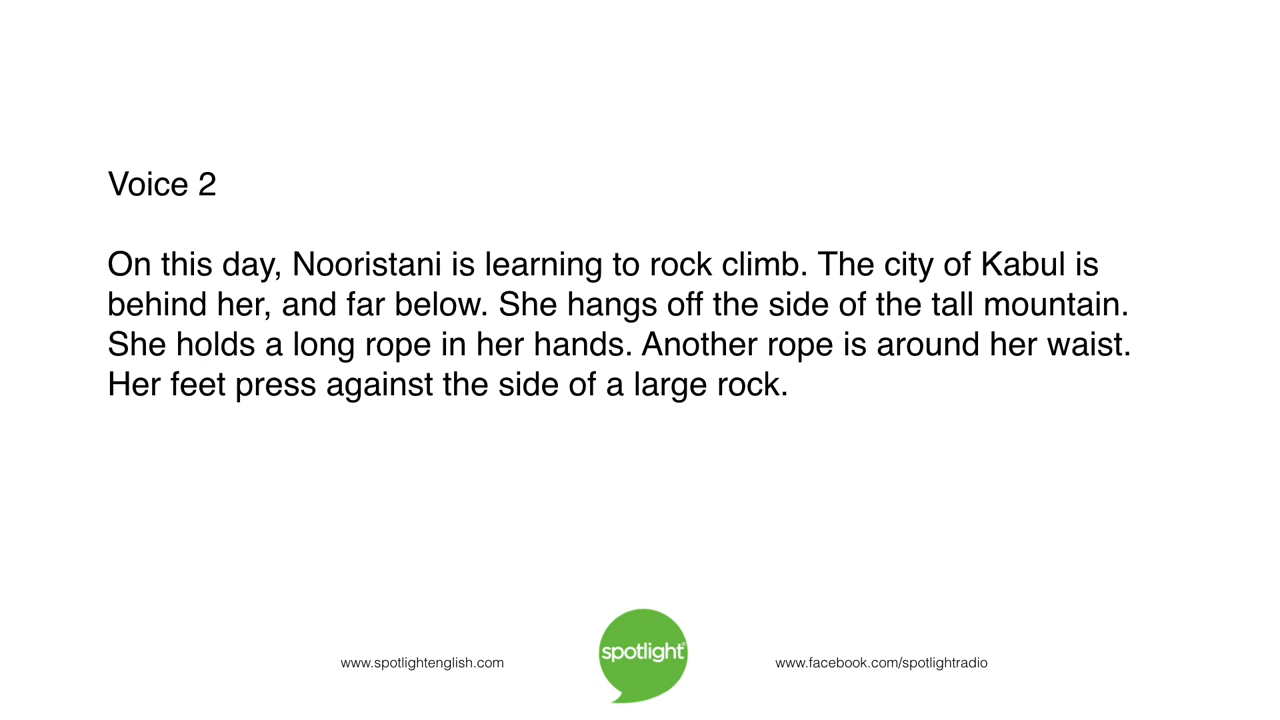 Voice 2
On this day, Nooristani is learning to rock climb. The city of Kabul is
behind her, and far below. She hangs off the side of the tall mountain.
She holds a long rope in her hands. Another rope is around her waist.
Her feet press against the side of a large rock.
www.spotlightenglish.com
spotlight®
www.facebook.com/spotlightradio